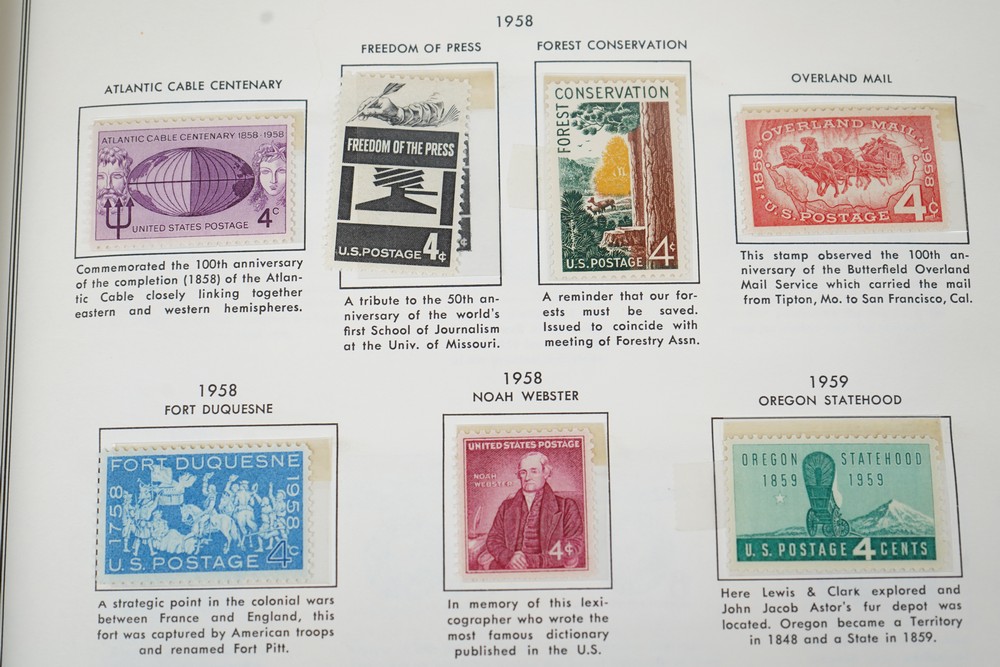 1958
ATLANTIC CABLE CENTENARY
ATLANTIC CABLE CENTENARY 1858-1958
4c
UNITED STATES POSTAGE
Commemorated the 100th anniversary
of the completion (1858) of the Atlan-
tic Cable closely linking together
eastern and western hemispheres.
FREEDOM OF PRESS
FREEDOM OF THE PRESS
U.S. POSTAGE 4¢
A tribute to the 50th an-
niversary of the world's
first School of Journalism
at the Univ. of Missouri.
FOREST CONSERVATION
FOREST CONSERVATION
U.S. POSTAGE 4¢
A reminder that our for-
ests must be saved.
Issued to coincide with
meeting of Forestry Assn.
OVERLAND MAIL
1858 · OVERLAND MAIL · 1958
U.S. POSTAGE 4c
This stamp observed the 100th an-
niversary of the Butterfield Overland
Mail Service which carried the mail
from Tipton, Mo. to San Francisco, Cal.
1958
FORT DUQUESNE
FORT DUQUESNE
1758
1958
U.S. POSTAGE 4c
A strategic point in the colonial wars
between France and England, this
fort was captured by American troops
and renamed Fort Pitt.
1958
NOAH WEBSTER
UNITED STATES POSTAGE
NOAH
WEBSTER
4¢
In memory of this lexi-
cographer who wrote the
most famous dictionary
published in the U.S.
1959
OREGON STATEHOOD
OREGON STATEHOOD
1859 1959
U.S. POSTAGE 4 CENTS
Here Lewis & Clark explored and
John Jacob Astor's fur depot was
located. Oregon became a Territory
in 1848 and a State in 1859.